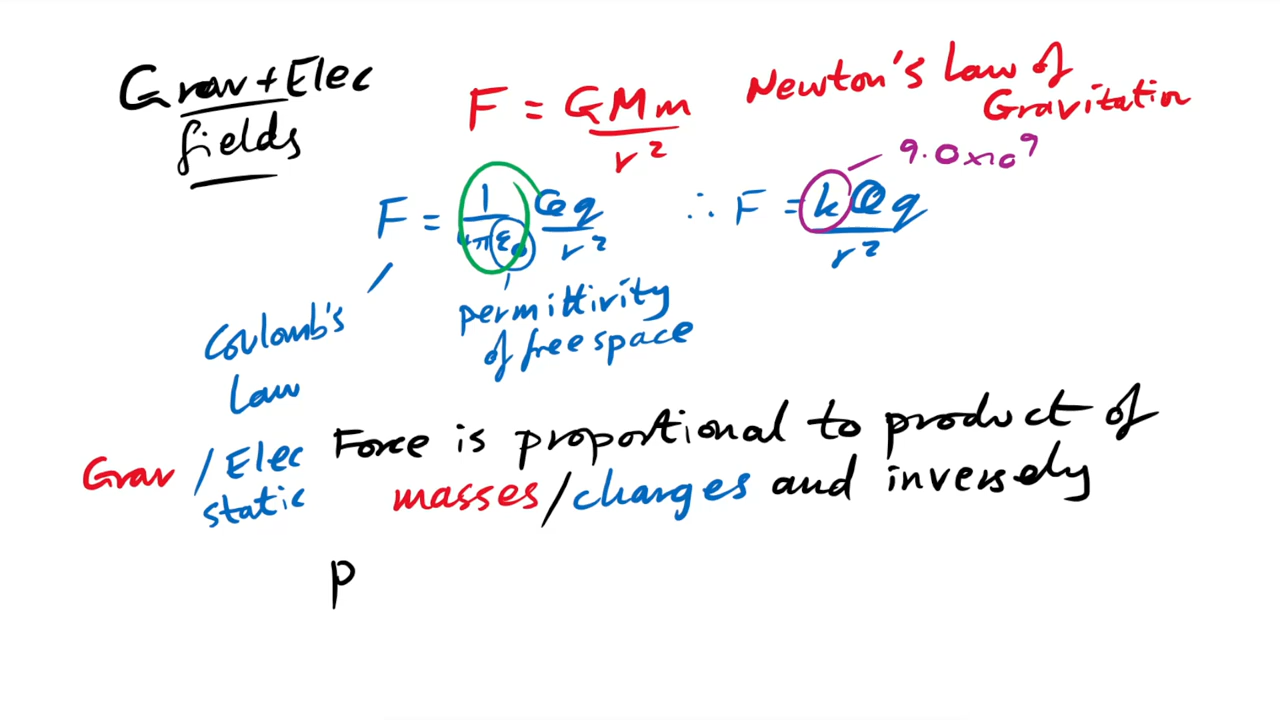 Grav + Elec
fields
F = GMm / r²
Newton's Law of
Gravitation
9.0×10⁹
F = 1 / 4πε₀ Qq / r²
∴ F = kQq / r²
Coulomb's
Law
permittivity
of free space
Grav / Elec
static
Force is proportional to product of
masses/charges and inversely
p